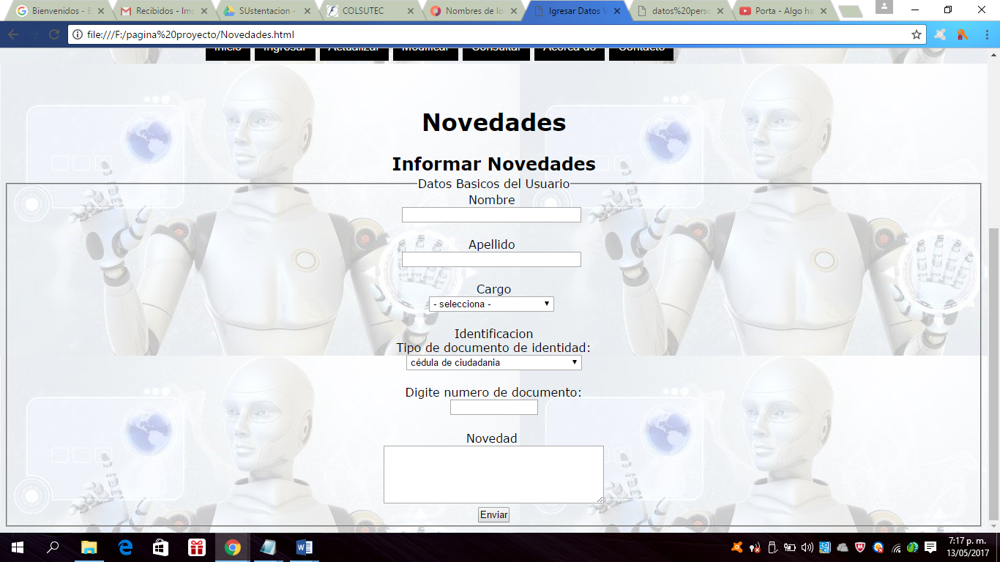 Bienvenidos - E
Recibidos - Imo
SUstentacion -
COLSUTEC
Nombres de lo
Igresar Datos V
datos%20perso
Porta - Algo ha
file:///F:/pagina%20proyecto/Novedades.html
Inicio Ingresar Actualizar Modificar Consultar Acerca de Contacto
Novedades
Informar Novedades
Datos Basicos del Usuario
Nombre
Apellido
Cargo
- selecciona -
Identificacion
Tipo de documento de identidad:
cédula de ciudadania
Digite numero de documento:
Novedad
Enviar
7:17 p. m.
13/05/2017